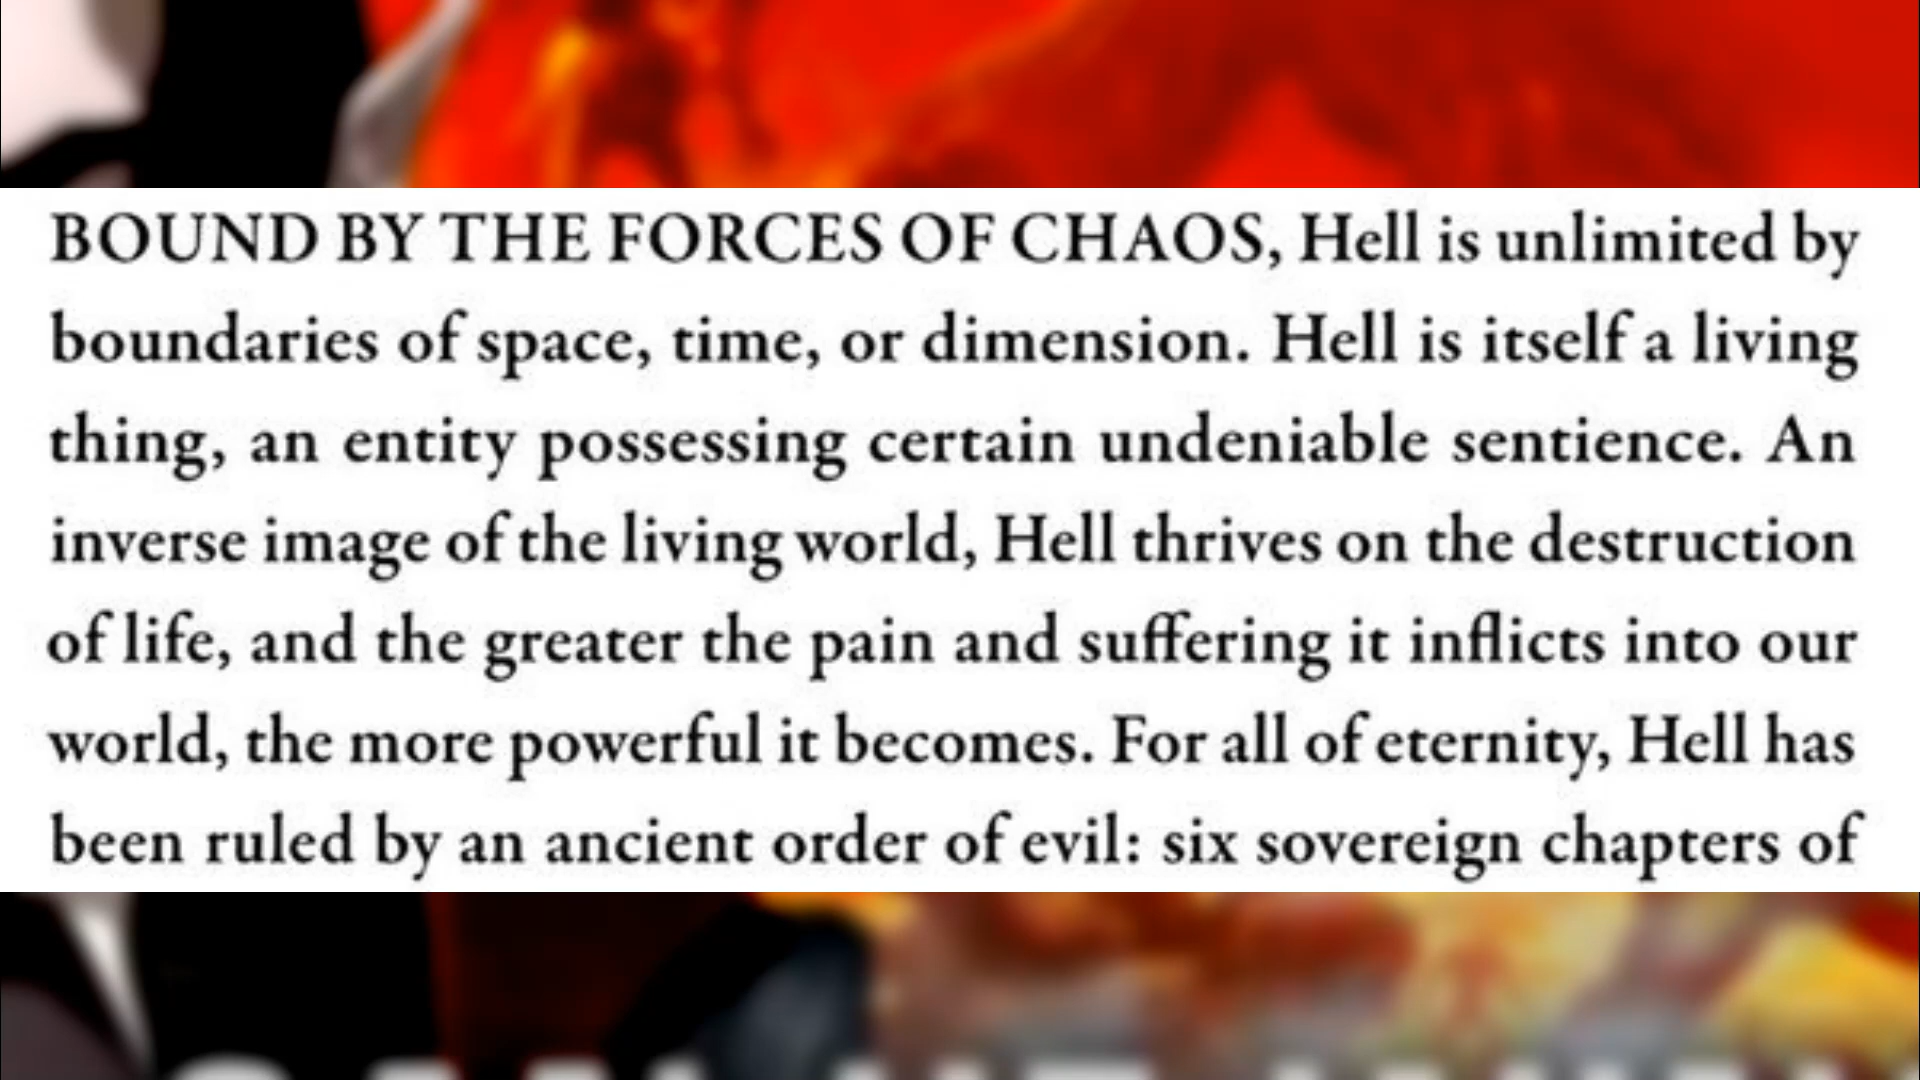 BOUND BY THE FORCES OF CHAOS, Hell is unlimited by
boundaries of space, time, or dimension. Hell is itself a living
thing, an entity possessing certain undeniable sentience. An
inverse image of the living world, Hell thrives on the destruction
of life, and the greater the pain and suffering it inflicts into our
world, the more powerful it becomes. For all of eternity, Hell has
been ruled by an ancient order of evil: six sovereign chapters of